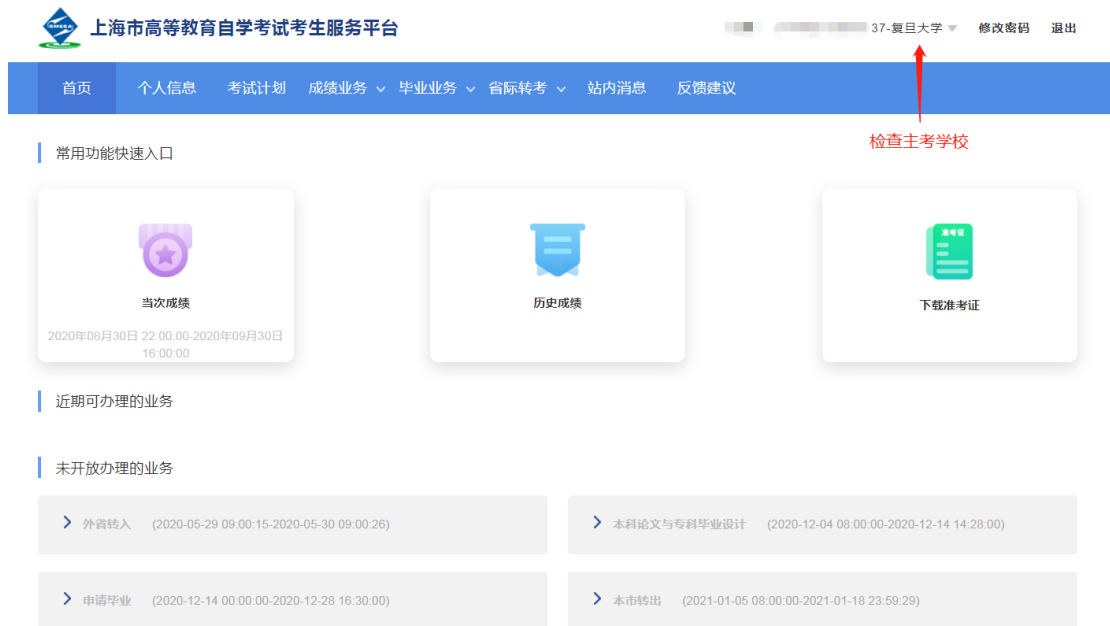 上海市高等教育自学考试考生服务平台
37-复旦大学 修改密码 退出
首页 个人信息 考试计划 成绩业务 毕业业务 省际转考 站内消息 反馈建议
检查主考学校
常用功能快速入口
准考证
当次成绩
历史成绩
下载准考证
2020年08月30日 22:00:00-2020年09月30日
16:00:00
近期可办理的业务
未开放办理的业务
外省转入 (2020-05-29 09:00:15-2020-05-30 09:00:26)
本科论文与专科毕业设计 (2020-12-04 08:00:00-2020-12-14 14:28:00)
申请毕业 (2020-12-14 00:00:00-2020-12-28 16:30:00)
本市转出 (2021-01-05 08:00:00-2021-01-18 23:59:29)